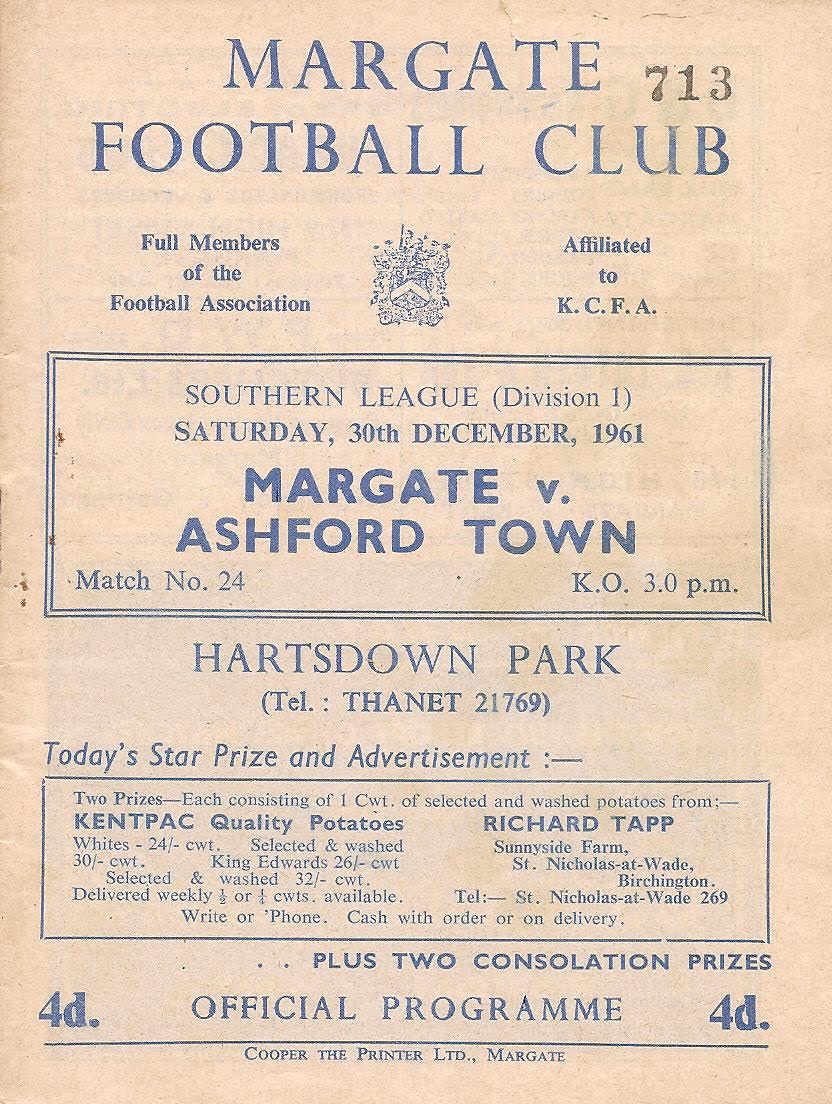 MARGATE 713
FOOTBALL CLUB
Full Members
of the
Football Association
Affiliated
to
K.C.F.A.
SOUTHERN LEAGUE (Division 1)
SATURDAY, 30th DECEMBER, 1961
MARGATE v.
ASHFORD TOWN
Match No. 24 K.O. 3.0 p.m.
HARTSDOWN PARK
(Tel. : THANET 21769)
Today's Star Prize and Advertisement :—
Two Prizes—Each consisting of 1 Cwt. of selected and washed potatoes from;—
KENTPAC Quality Potatoes
Whites - 24/- cwt. Selected & washed
30/- cwt. King Edwards 26/- cwt
Selected & washed 32/- cwt.
Delivered weekly ½ or ¼ cwts. available.
RICHARD TAPP
Sunnyside Farm,
St. Nicholas-at-Wade,
Birchington.
Tel:— St. Nicholas-at-Wade 269
Write or 'Phone. Cash with order or on delivery.
. . PLUS TWO CONSOLATION PRIZES
4d. OFFICIAL PROGRAMME 4d.
COOPER THE PRINTER LTD., MARGATE